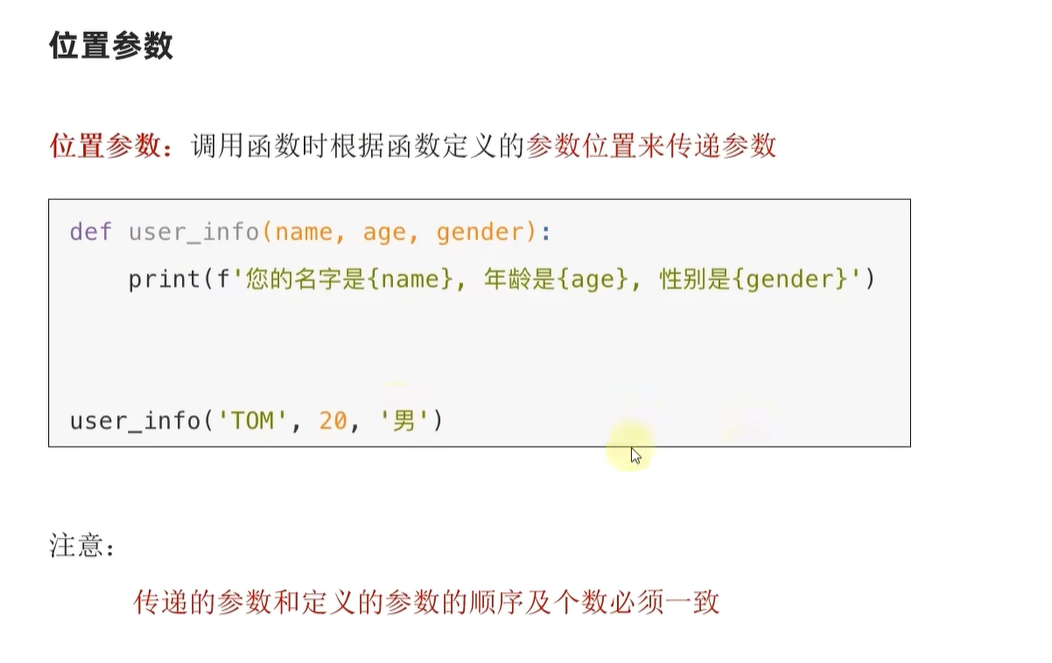 位置参数
位置参数：调用函数时根据函数定义的参数位置来传递参数
def user_info(name, age, gender):
    print(f'您的名字是{name}, 年龄是{age}, 性别是{gender}')
user_info('TOM', 20, '男')
注意：
传递的参数和定义的参数的顺序及个数必须一致